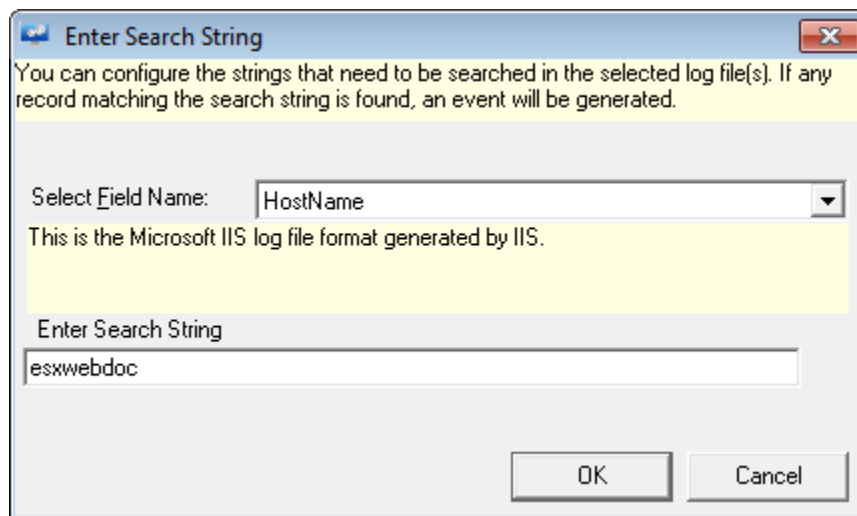 Enter Search String
You can configure the strings that need to be searched in the selected log file(s). If any
record matching the search string is found, an event will be generated.
Select Field Name: HostName
This is the Microsoft IIS log file format generated by IIS.
Enter Search String
esxwebdoc
OK Cancel